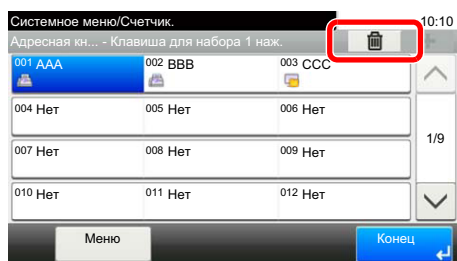 Системное меню/Счетчик. 10:10
Адресная кн... - Клавиша для набора 1 наж.
001 AAA 002 BBB 003 CCC
004 Нет 005 Нет 006 Нет
1/9
007 Нет 008 Нет 009 Нет
010 Нет 011 Нет 012 Нет
Меню Конец